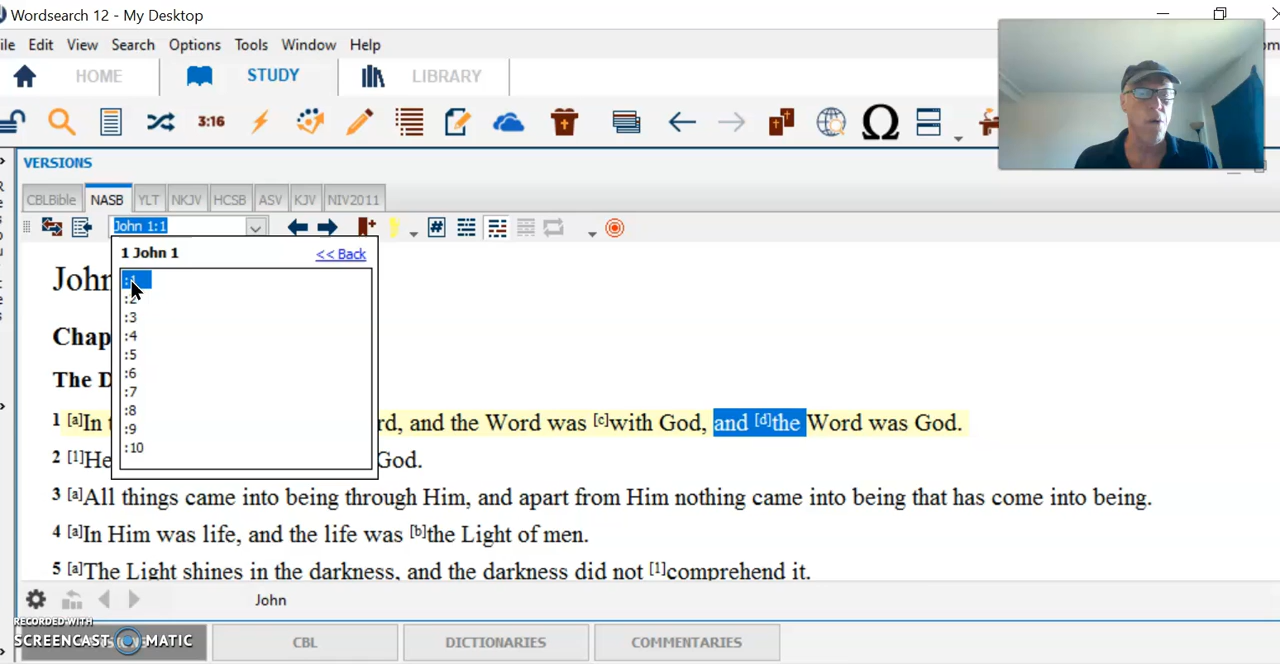 Wordsearch 12 - My Desktop
ile Edit View Search Options Tools Window Help
HOME STUDY LIBRARY
3:16
VERSIONS
CBLBible NASB YLT NKJV HCSB ASV KJV NIV2011
John 1:1
1 John 1 << Back
:1
:2
:3
:4
:5
:6
:7
:8
:9
:10
John
Chap
The D
1 [a]In t rd, and the Word was [c]with God, and [d]the Word was God.
2 [1]He God.
3 [a]All things came into being through Him, and apart from Him nothing came into being that has come into being.
4 [a]In Him was life, and the life was [b]the Light of men.
5 [a]The Light shines in the darkness, and the darkness did not [1]comprehend it.
John
RECORDED WITH
SCREENCAST MATIC
CBL DICTIONARIES COMMENTARIES